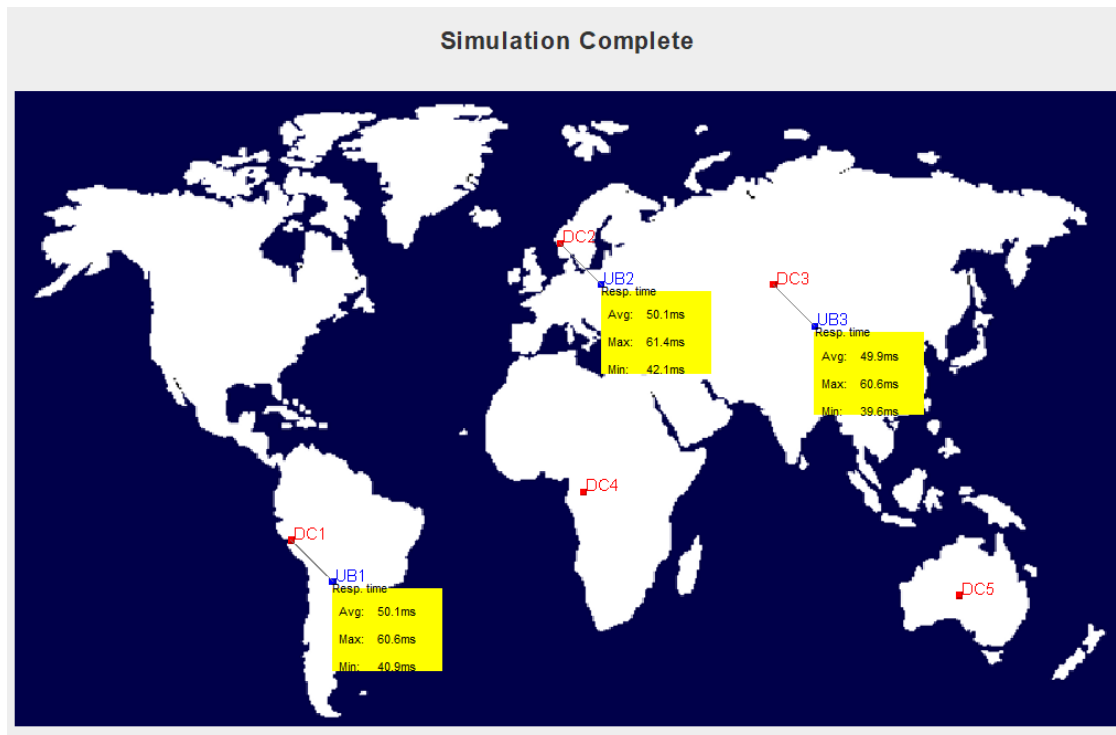 Simulation Complete
DC2
UB2
Resp. time
Avg: 50.1ms
Max: 61.4ms
Min: 42.1ms
DC3
UB3
Resp. time
Avg: 49.9ms
Max: 60.6ms
Min: 39.6ms
DC4
DC1
UB1
Resp. time
Avg: 50.1ms
Max: 60.6ms
Min: 40.9ms
DC5